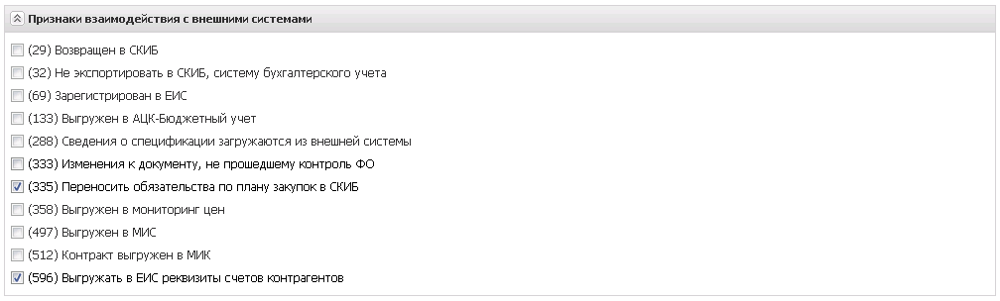 Признаки взаимодействия с внешними системами
(29) Возвращен в СКИБ
(32) Не экспортировать в СКИБ, систему бухгалтерского учета
(69) Зарегистрирован в ЕИС
(133) Выгружен в АЦК-Бюджетный учет
(288) Сведения о спецификации загружаются из внешней системы
(333) Изменения к документу, не прошедшему контроль ФО
(335) Переносить обязательства по плану закупок в СКИБ
(358) Выгружен в мониторинг цен
(497) Выгружен в МИС
(512) Контракт выгружен в МИК
(596) Выгружать в ЕИС реквизиты счетов контрагентов